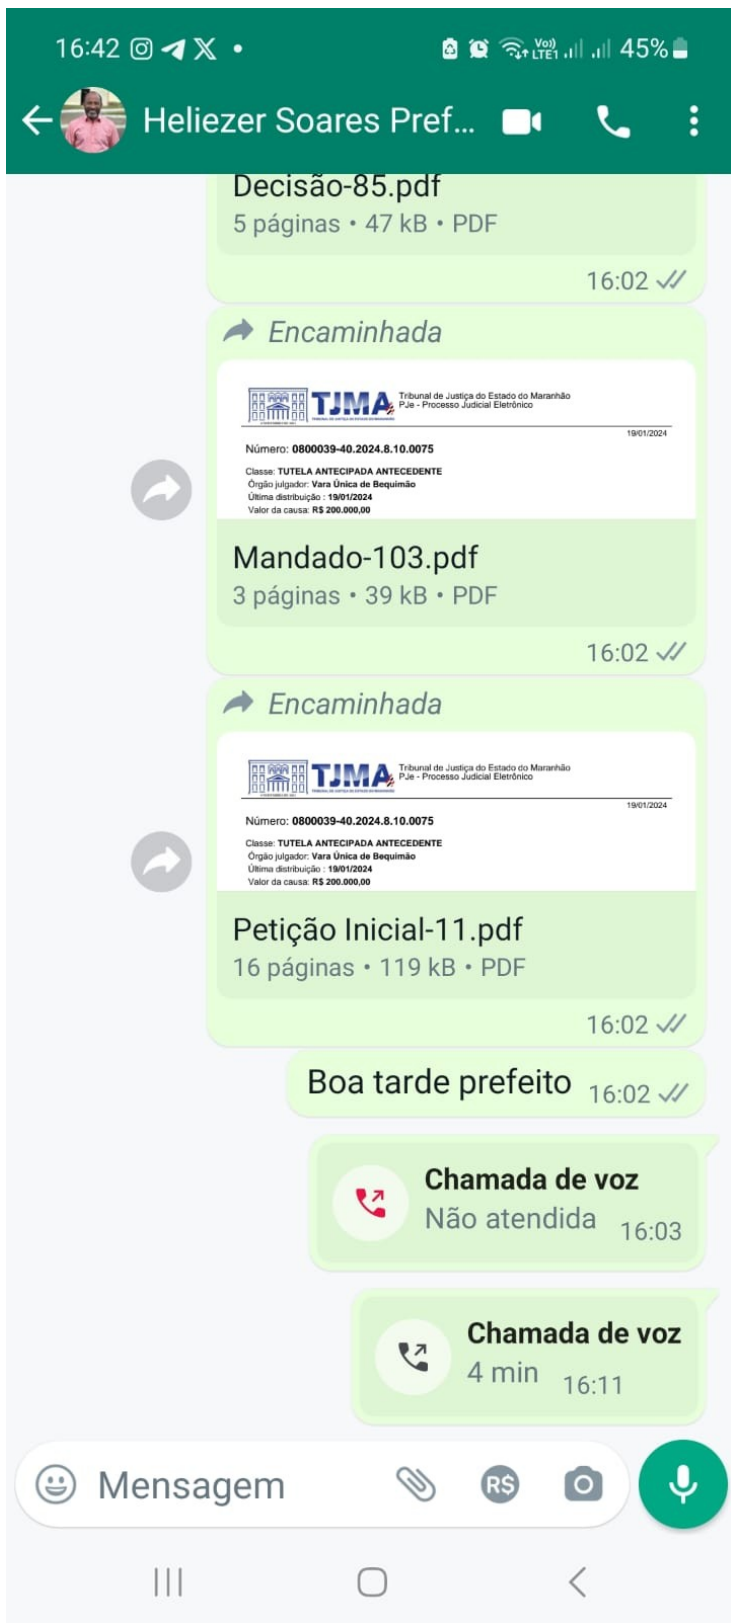 16:42
Vo)) LTE1 45%
Heliezer Soares Pref...
Decisão-85.pdf
5 páginas • 47 kB • PDF
16:02
Encaminhada
TJMA Tribunal de Justiça do Estado do Maranhão
PJe - Processo Judicial Eletrônico
19/01/2024
Número: 0800039-40.2024.8.10.0075
Classe: TUTELA ANTECIPADA ANTECEDENTE
Órgão julgador: Vara Única de Bequimão
Última distribuição : 19/01/2024
Valor da causa: R$ 200.000,00
Mandado-103.pdf
3 páginas • 39 kB • PDF
16:02
Encaminhada
TJMA Tribunal de Justiça do Estado do Maranhão
PJe - Processo Judicial Eletrônico
19/01/2024
Número: 0800039-40.2024.8.10.0075
Classe: TUTELA ANTECIPADA ANTECEDENTE
Órgão julgador: Vara Única de Bequimão
Última distribuição : 19/01/2024
Valor da causa: R$ 200.000,00
Petição Inicial-11.pdf
16 páginas • 119 kB • PDF
16:02
Boa tarde prefeito 16:02
Chamada de voz
Não atendida 16:03
Chamada de voz
4 min 16:11
Mensagem R$